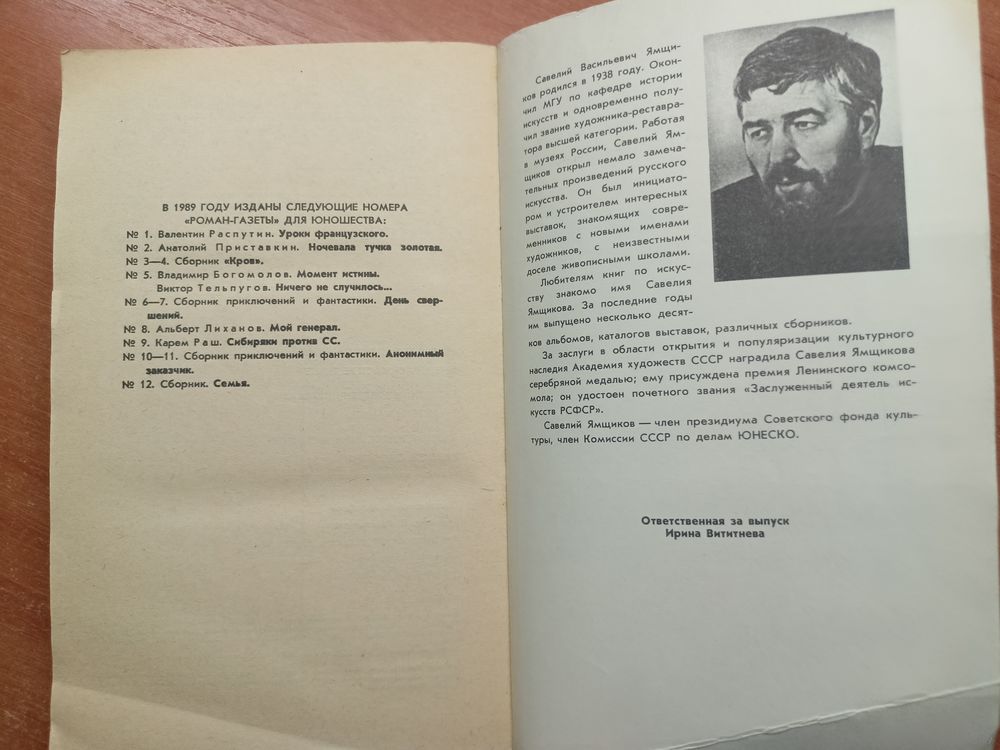 В 1989 ГОДУ ИЗДАНЫ СЛЕДУЮЩИЕ НОМЕРА
«РОМАН-ГАЗЕТЫ» ДЛЯ ЮНОШЕСТВА:
№ 1. Валентин Распутин. Уроки французского.
№ 2. Анатолий Приставкин. Ночевала тучка золотая.
№ 3—4. Сборник «Кров».
№ 5. Владимир Богомолов. Момент истины.
Виктор Тельпугов. Ничего не случилось...
№ 6—7. Сборник приключений и фантастики. День свер-
шений.
№ 8. Альберт Лиханов. Мой генерал.
№ 9. Карем Раш. Сибиряки против СС.
№ 10—11. Сборник приключений и фантастики. Анонимный
заказчик.
№ 12. Сборник. Семья.
Савелий Васильевич Ямщи-
ков родился в 1938 году. Окон-
чил МГУ по кафедре истории
искусств и одновременно полу-
чил звание художника-реставра-
тора высшей категории. Работая
в музеях России, Савелий Ям-
щиков открыл немало замеча-
тельных произведений русского
искусства. Он был инициато-
ром и устроителем интересных
выставок, знакомящих совре-
менников с новыми именами
художников, с неизвестными
доселе живописными школами.
Любителям книг по искус-
ству знакомо имя Савелия
Ямщикова. За последние годы
им выпущено несколько десят-
ков альбомов, каталогов выставок, различных сборников.
За заслуги в области открытия и популяризации культурного
наследия Академия художеств СССР наградила Савелия Ямщикова
серебряной медалью; ему присуждена премия Ленинского комсо-
мола; он удостоен почетного звания «Заслуженный деятель ис-
кусств РСФСР».
Савелий Ямщиков — член президиума Советского фонда куль-
туры, член Комиссии СССР по делам ЮНЕСКО.
Ответственная за выпуск
Ирина Вититнева